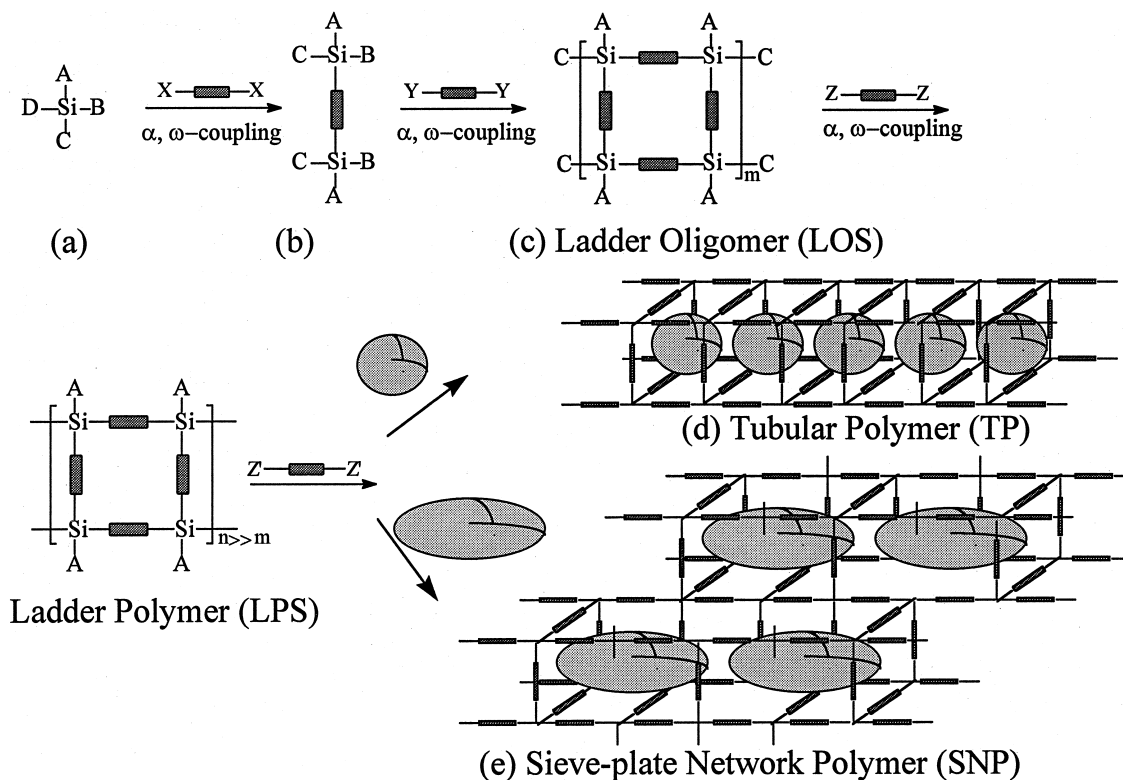 A
D—Si—B
C
X—X
α, ω−coupling
A
C—Si—B
C—Si—B
A
Y—Y
α, ω−coupling
A A
C—Si—Si—C
C—Si—Si—C
m
A A
Z—Z
α, ω−coupling
(a)
(b)
(c) Ladder Oligomer (LOS)
A A
Si Si
Si Si
n>>m
A A
Z'—Z'
Ladder Polymer (LPS)
(d) Tubular Polymer (TP)
(e) Sieve-plate Network Polymer (SNP)